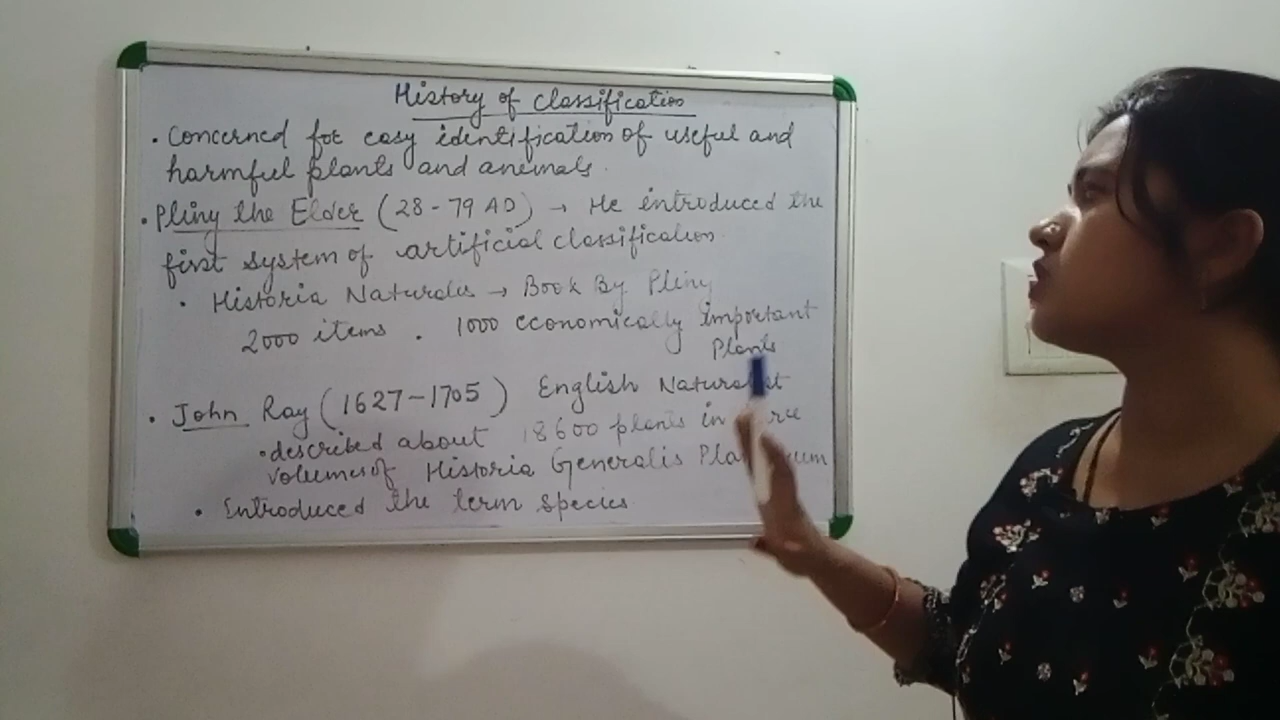 History of classification
• Concerned for easy identification of useful and
harmful plants and animals.
• Pliny the Elder (28 - 79 AD) → He introduced the
first system of artificial classification.
• Historia Naturalis → Book By Pliny
2000 items . 1000 economically important
Plants
• John Ray (1627-1705) English Naturalist
• described about 18600 plants in
volumes of Historia Generalis
• Introduced the term species